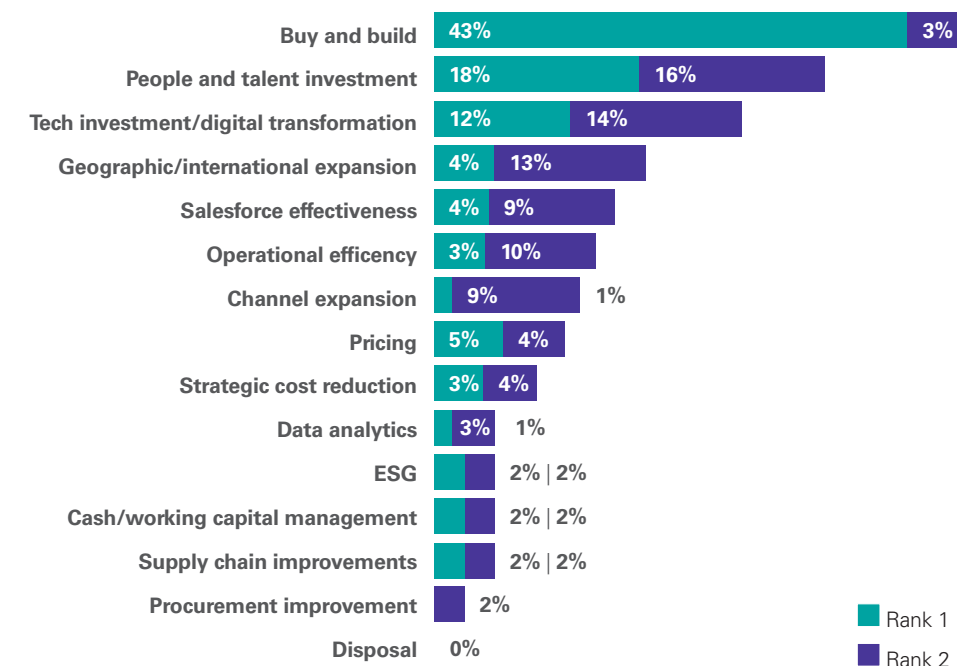 Buy and build 43% 3%
People and talent investment 18% 16%
Tech investment/digital transformation 12% 14%
Geographic/international expansion 4% 13%
Salesforce effectiveness 4% 9%
Operational efficency 3% 10%
Channel expansion 9% 1%
Pricing 5% 4%
Strategic cost reduction 3% 4%
Data analytics 3% 1%
ESG 2% | 2%
Cash/working capital management 2% | 2%
Supply chain improvements 2% | 2%
Procurement improvement 2%
Disposal 0%
Rank 1
Rank 2